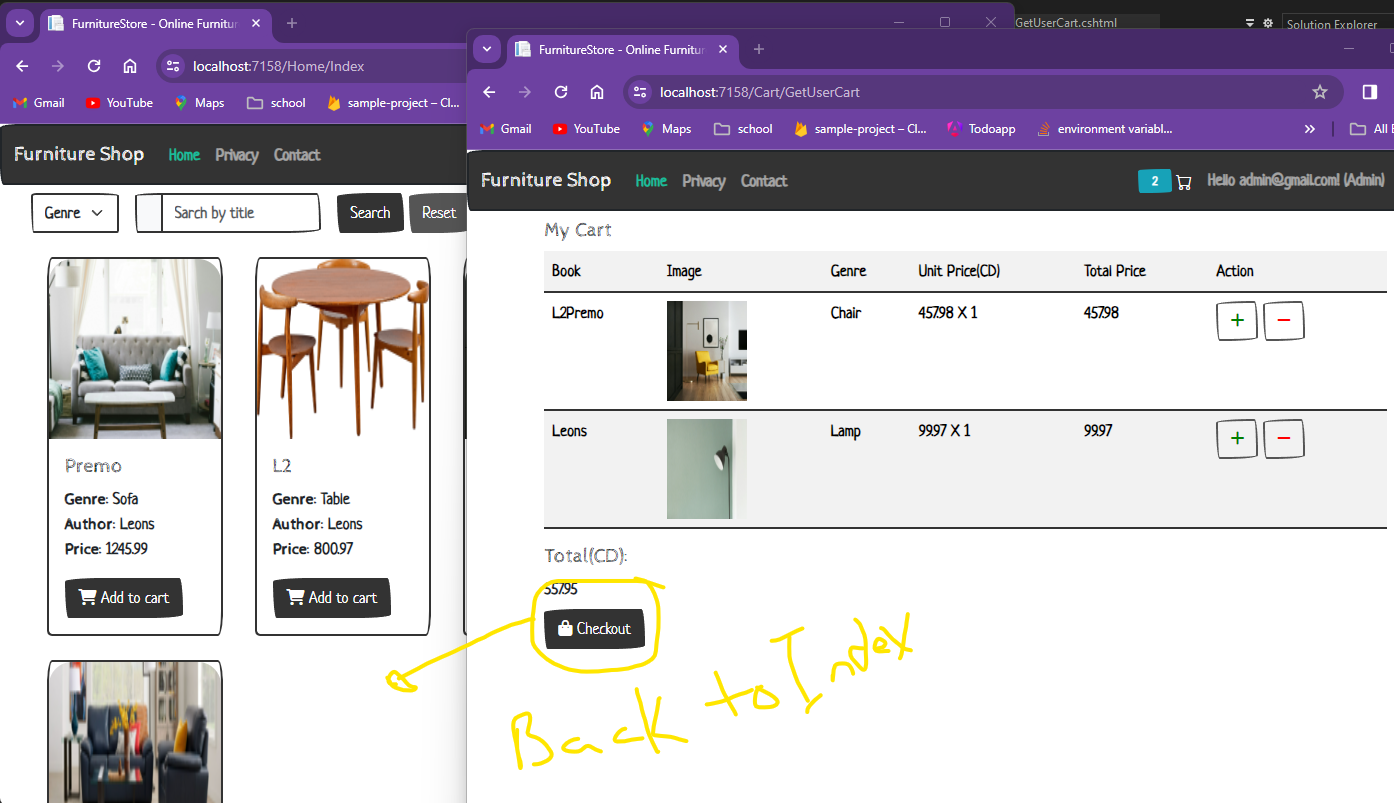 GetUserCart.cshtml
Solution Explorer
FurnitureStore - Online Furnitur
localhost:7158/Home/Index
Gmail YouTube Maps school sample-project – Cl...
Furniture Shop Home Privacy Contact
Genre Sarch by title Search Reset
Premo
Genre: Sofa
Author: Leons
Price: 1245.99
Add to cart
L2
Genre: Table
Author: Leons
Price: 800.97
Add to cart
FurnitureStore - Online Furnitur
localhost:7158/Cart/GetUserCart
Gmail YouTube Maps school sample-project – Cl... Todoapp environment variabl... » All
Furniture Shop Home Privacy Contact 2 Hello admin@gmail.com! (Admin)
My Cart
Book Image Genre Unit Price(CD) Total Price Action
L2Premo Chair 457.98 X 1 457.98 + −
Leons Lamp 99.97 X 1 99.97 + −
Total(CD):
557.95
Checkout
Back to Index